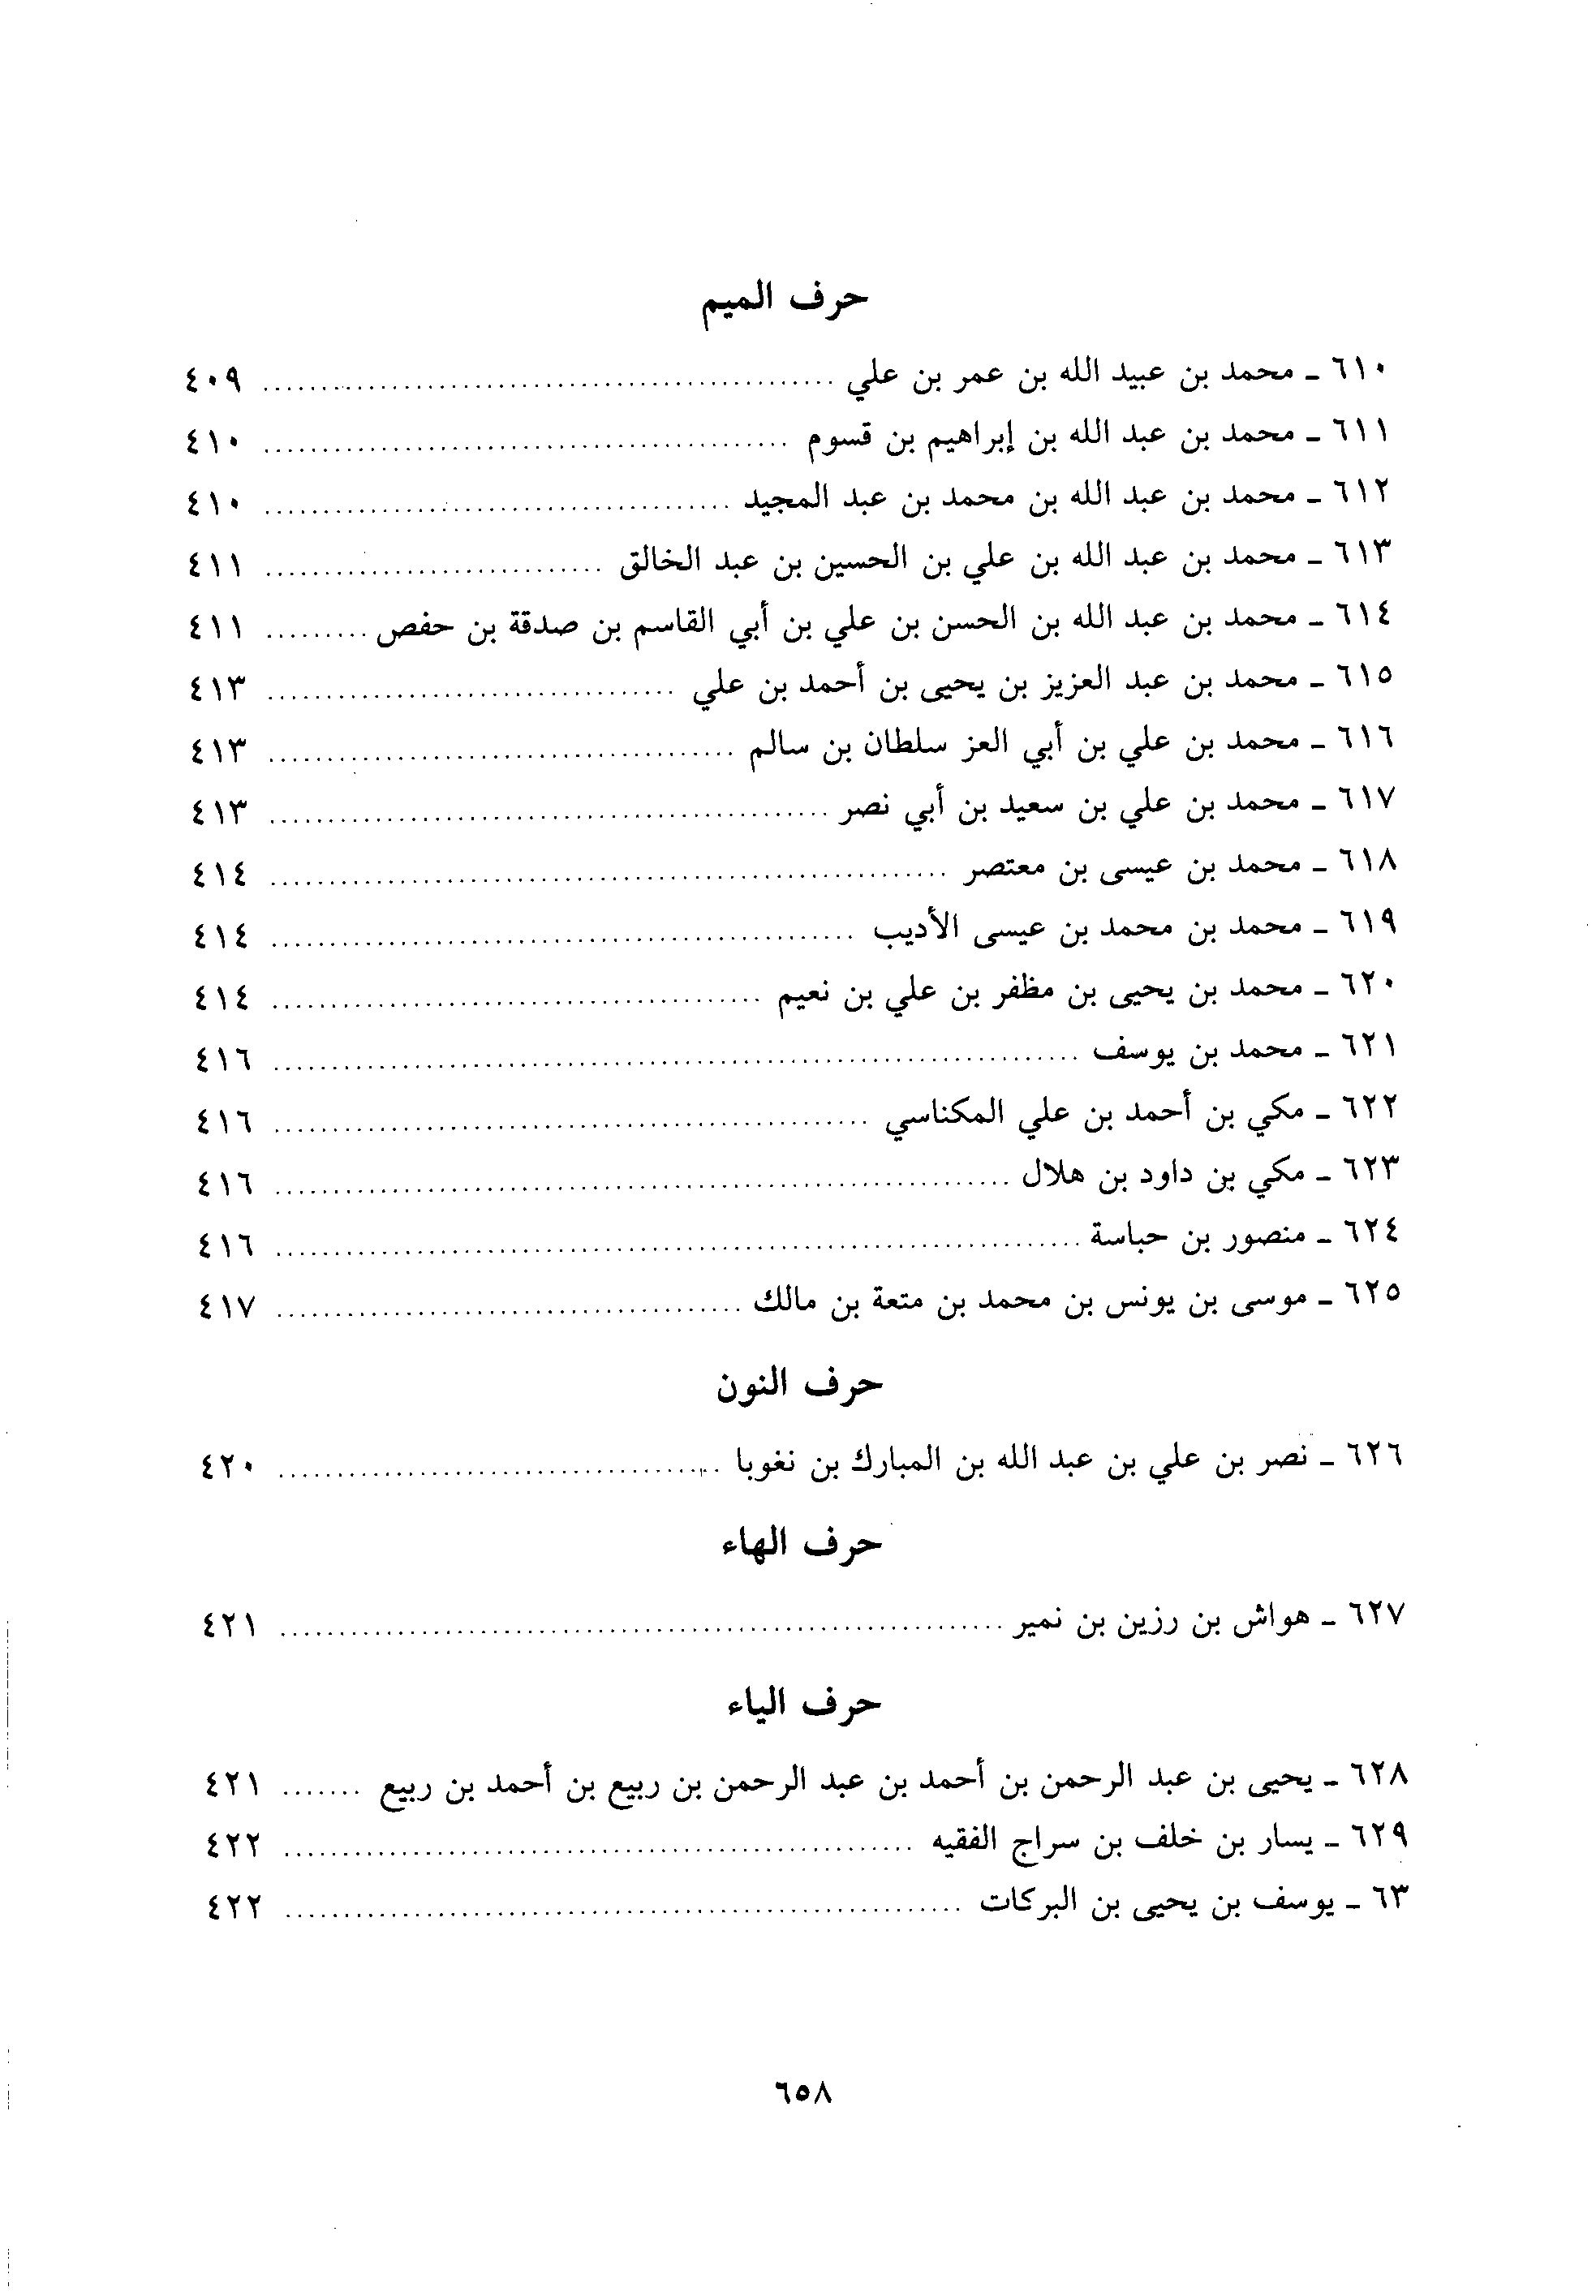 حرف الميم
٦١٠ ـ محمد بن عبيد الله بن عمر بن علي ........ ٤٠٩
٦١١ ـ محمد بن عبد الله بن إبراهيم بن قسوم ........ ٤١٠
٦١٢ ـ محمد بن عبد الله بن محمد بن عبد المجيد ........ ٤١٠
٦١٣ ـ محمد بن عبد الله بن علي بن الحسين بن عبد الخالق ........ ٤١١
٦١٤ ـ محمد بن عبد الله بن الحسن بن علي بن أبي القاسم بن صدقة بن حفص ........ ٤١١
٦١٥ ـ محمد بن عبد العزيز بن يحيى بن أحمد بن علي ........ ٤١٣
٦١٦ ـ محمد بن علي بن أبي العز سلطان بن سالم ........ ٤١٣
٦١٧ ـ محمد بن علي بن سعيد بن أبي نصر ........ ٤١٣
٦١٨ ـ محمد بن عيسى بن معتصر ........ ٤١٤
٦١٩ ـ محمد بن محمد بن عيسى الأديب ........ ٤١٤
٦٢٠ ـ محمد بن يحيى بن مظفر بن علي بن نعيم ........ ٤١٤
٦٢١ ـ محمد بن يوسف ........ ٤١٦
٦٢٢ ـ مكي بن أحمد بن علي المكناسي ........ ٤١٦
٦٢٣ ـ مكي بن داود بن هلال ........ ٤١٦
٦٢٤ ـ منصور بن حباسة ........ ٤١٦
٦٢٥ ـ موسى بن يونس بن محمد بن متعة بن مالك ........ ٤١٧
حرف النون
٦٢٦ ـ نصر بن علي بن عبد الله بن المبارك بن نغوبا ........ ٤٢٠
حرف الهاء
٦٢٧ ـ هواش بن رزين بن نمير ........ ٤٢١
حرف الياء
٦٢٨ ـ يحيى بن عبد الرحمن بن أحمد بن عبد الرحمن بن ربيع بن أحمد بن ربيع ........ ٤٢١
٦٢٩ ـ يسار بن خلف بن سراج الفقيه ........ ٤٢٢
٦٣ ـ يوسف بن يحيى بن البركات ........ ٤٢٢
٦٥٨